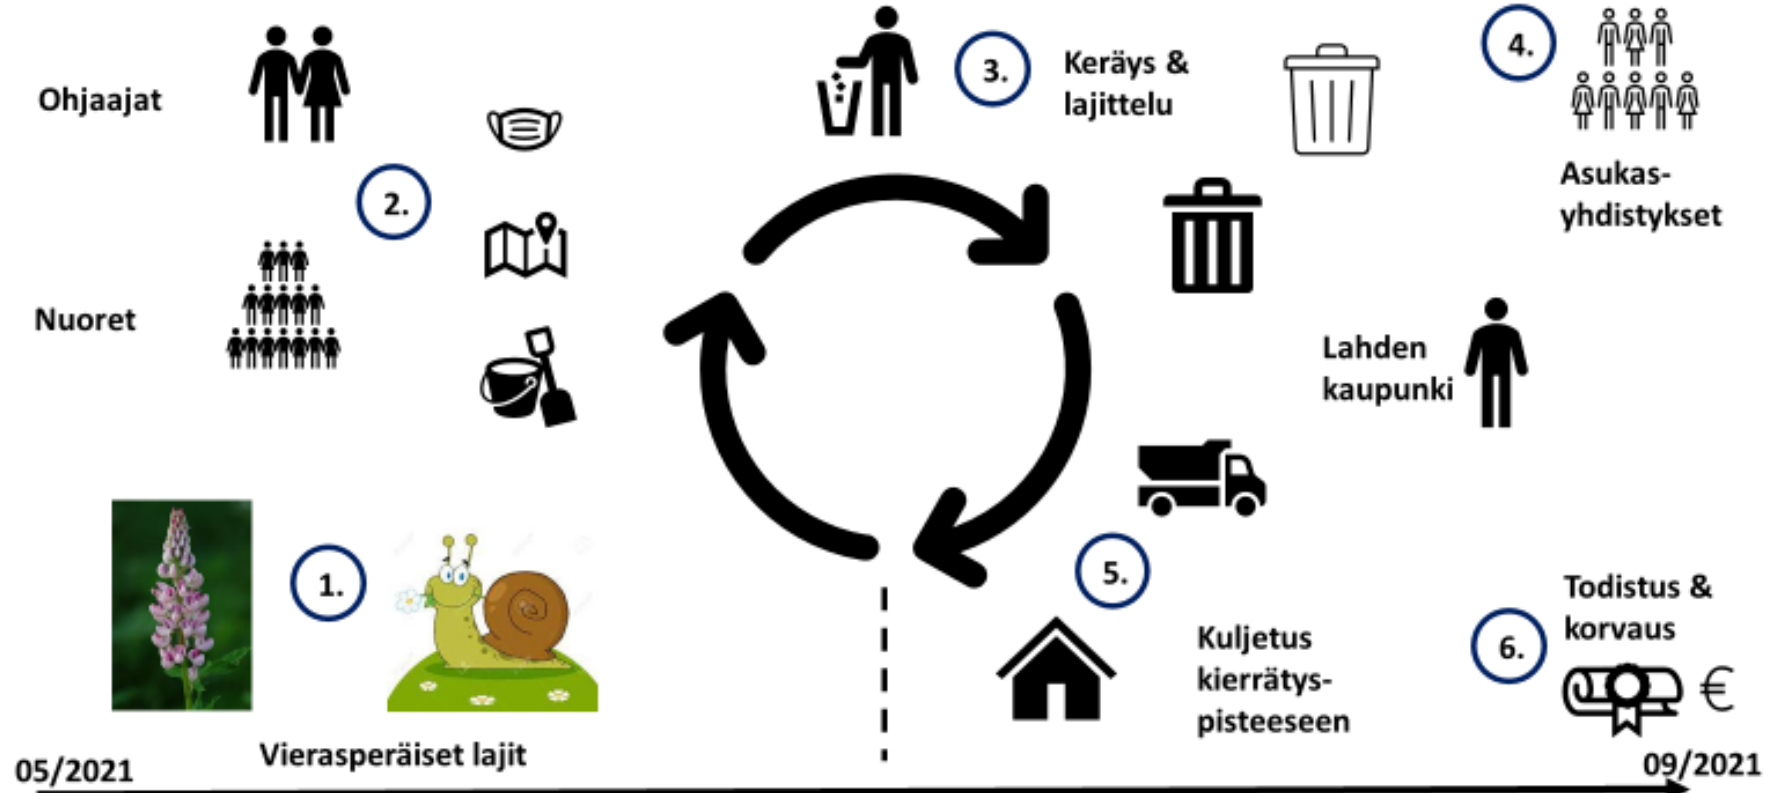 Ohjaajat
2.
Nuoret
1.
Vierasperäiset lajit
3.
Keräys &
lajittelu
4.
Asukas-
yhdistykset
Lahden
kaupunki
5.
Kuljetus
kierrätys-
pisteeseen
6.
Todistus &
korvaus
€
05/2021
09/2021